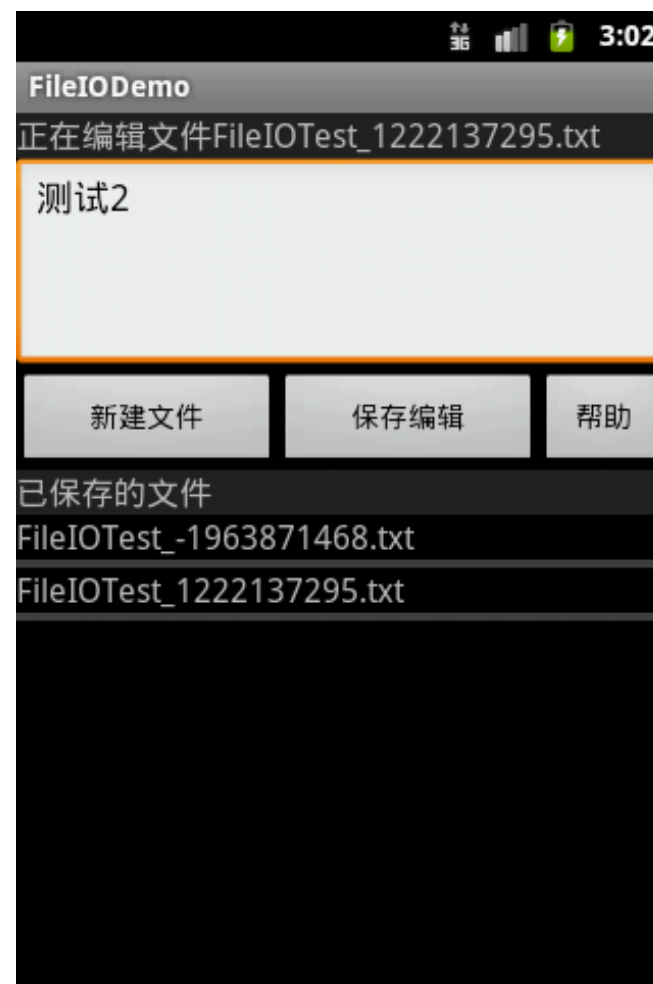 3G 3:02
FileIODemo
正在编辑文件FileIOTest_1222137295.txt
测试2
新建文件 保存编辑 帮助
已保存的文件
FileIOTest_-1963871468.txt
FileIOTest_1222137295.txt